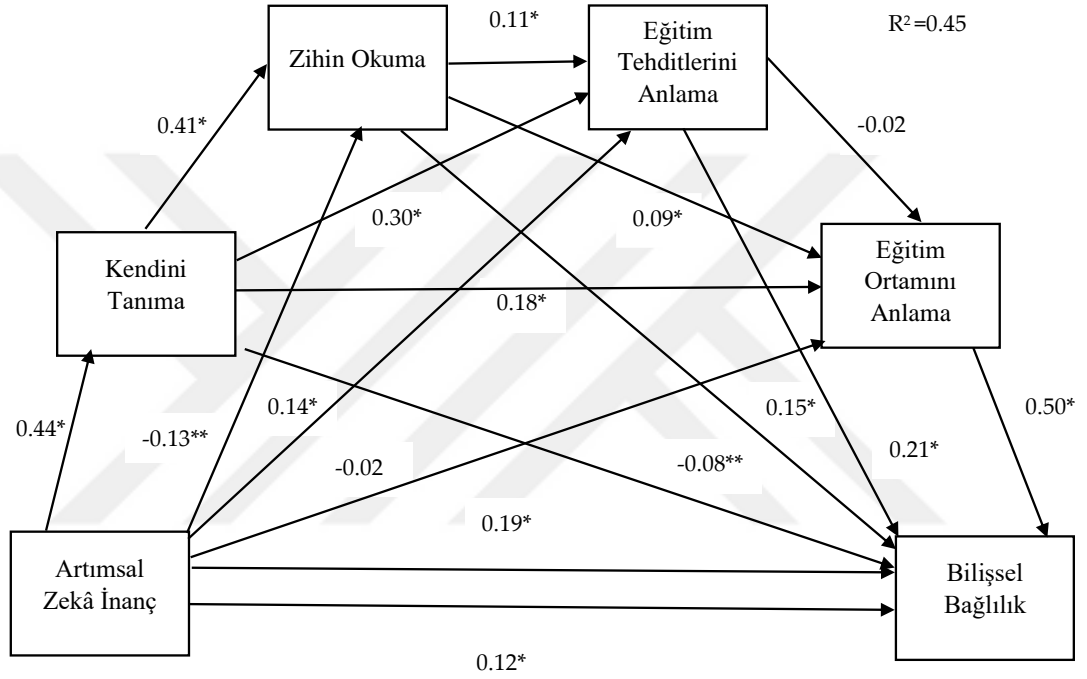 0.11*
R² =0.45
Zihin Okuma
Eğitim
Tehditlerini
Anlama
0.41*
-0.02
0.30*
0.09*
Kendini
Tanıma
Eğitim
Ortamını
Anlama
0.18*
0.44*
-0.13**
0.14*
0.15*
0.50*
-0.02
-0.08**
0.21*
0.19*
Artımsal
Zekâ İnanç
Bilişsel
Bağlılık
0.12*